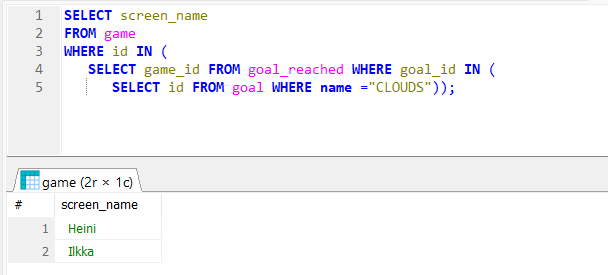 1 SELECT screen_name
2 FROM game
3 WHERE id IN (
4 SELECT game_id FROM goal_reached WHERE goal_id IN (
5 SELECT id FROM goal WHERE name ="CLOUDS"));
game (2r × 1c)
# screen_name
1 Heini
2 Ilkka